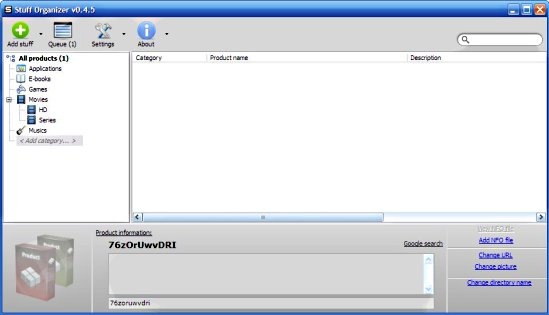 Stuff Organizer v0.4.5
Add stuff Queue (1) Settings About
All products (1)
Applications
E-books
Games
Movies
HD
Series
Musics
< Add category... >
Category Product name Description
Product information:
76zOrUwvDRI
Google search
76zoruwvdri
View NFO file
Add NFO file
Change URL
Change picture
Change directory name
Product